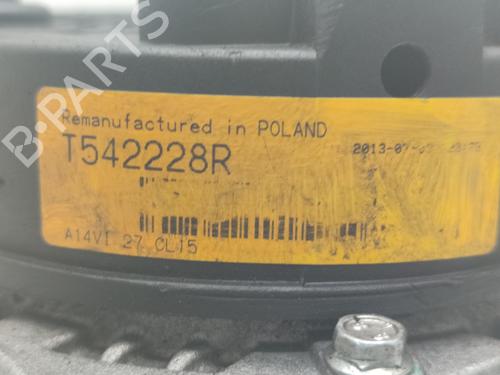 B-PARTS
Remanufactured in POLAND
T542228R
A14VI 27 CL15